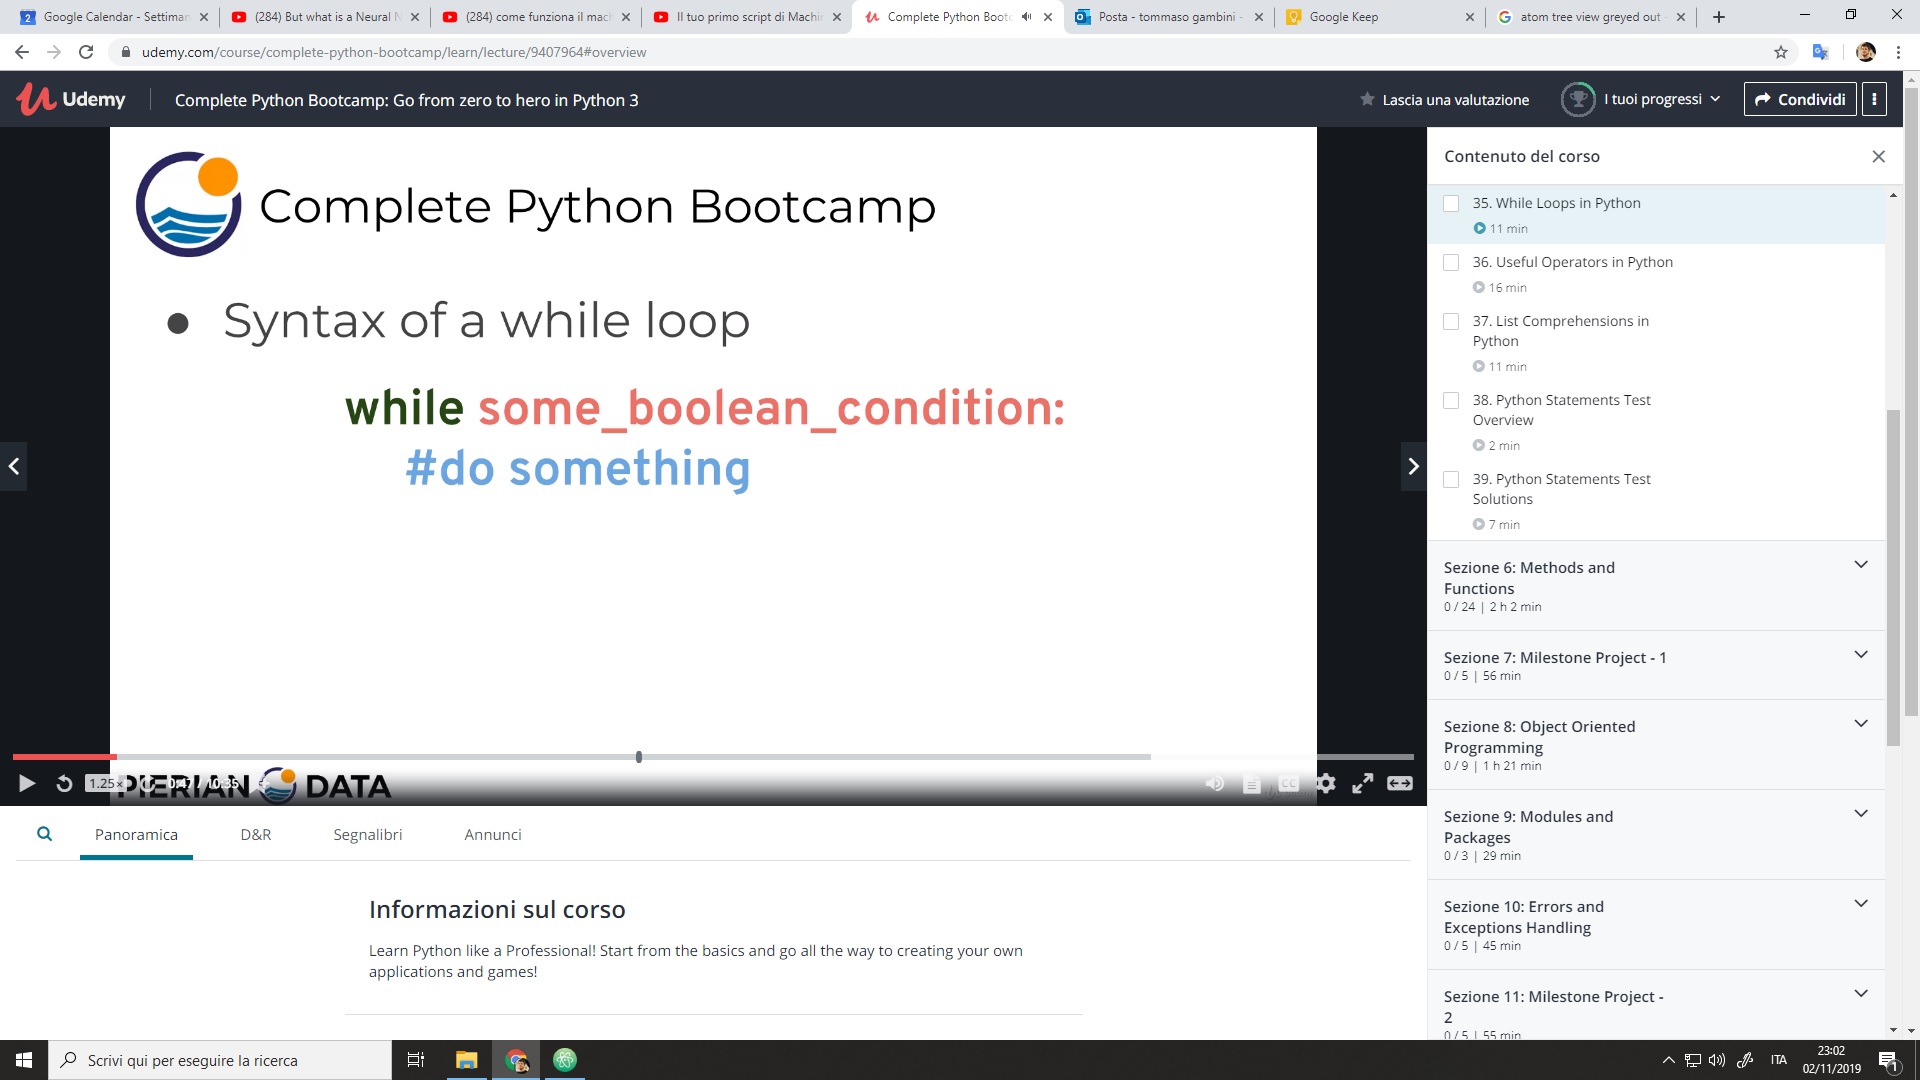 Google Calendar - Settiman
(284) But what is a Neural N
(284) come funziona il mach
Il tuo primo script di Machin
Complete Python Bootc
Posta - tommaso gambini -
Google Keep
atom tree view greyed out -
udemy.com/course/complete-python-bootcamp/learn/lecture/9407964#overview
Udemy
Complete Python Bootcamp: Go from zero to hero in Python 3
Lascia una valutazione
I tuoi progressi
Condividi
Complete Python Bootcamp
● Syntax of a while loop
while some_boolean_condition:
#do something
1.25x
0:47 / 10:35
PIERIAN DATA
CC
Contenuto del corso
35. While Loops in Python
11 min
36. Useful Operators in Python
16 min
37. List Comprehensions in
Python
11 min
38. Python Statements Test
Overview
2 min
39. Python Statements Test
Solutions
7 min
Sezione 6: Methods and
Functions
0 / 24 | 2 h 2 min
Sezione 7: Milestone Project - 1
0 / 5 | 56 min
Sezione 8: Object Oriented
Programming
0 / 9 | 1 h 21 min
Sezione 9: Modules and
Packages
0 / 3 | 29 min
Sezione 10: Errors and
Exceptions Handling
0 / 5 | 45 min
Sezione 11: Milestone Project -
2
0 / 5 | 55 min
Panoramica
D&R
Segnalibri
Annunci
Informazioni sul corso
Learn Python like a Professional! Start from the basics and go all the way to creating your own
applications and games!
Scrivi qui per eseguire la ricerca
ITA
23:02
02/11/2019
1